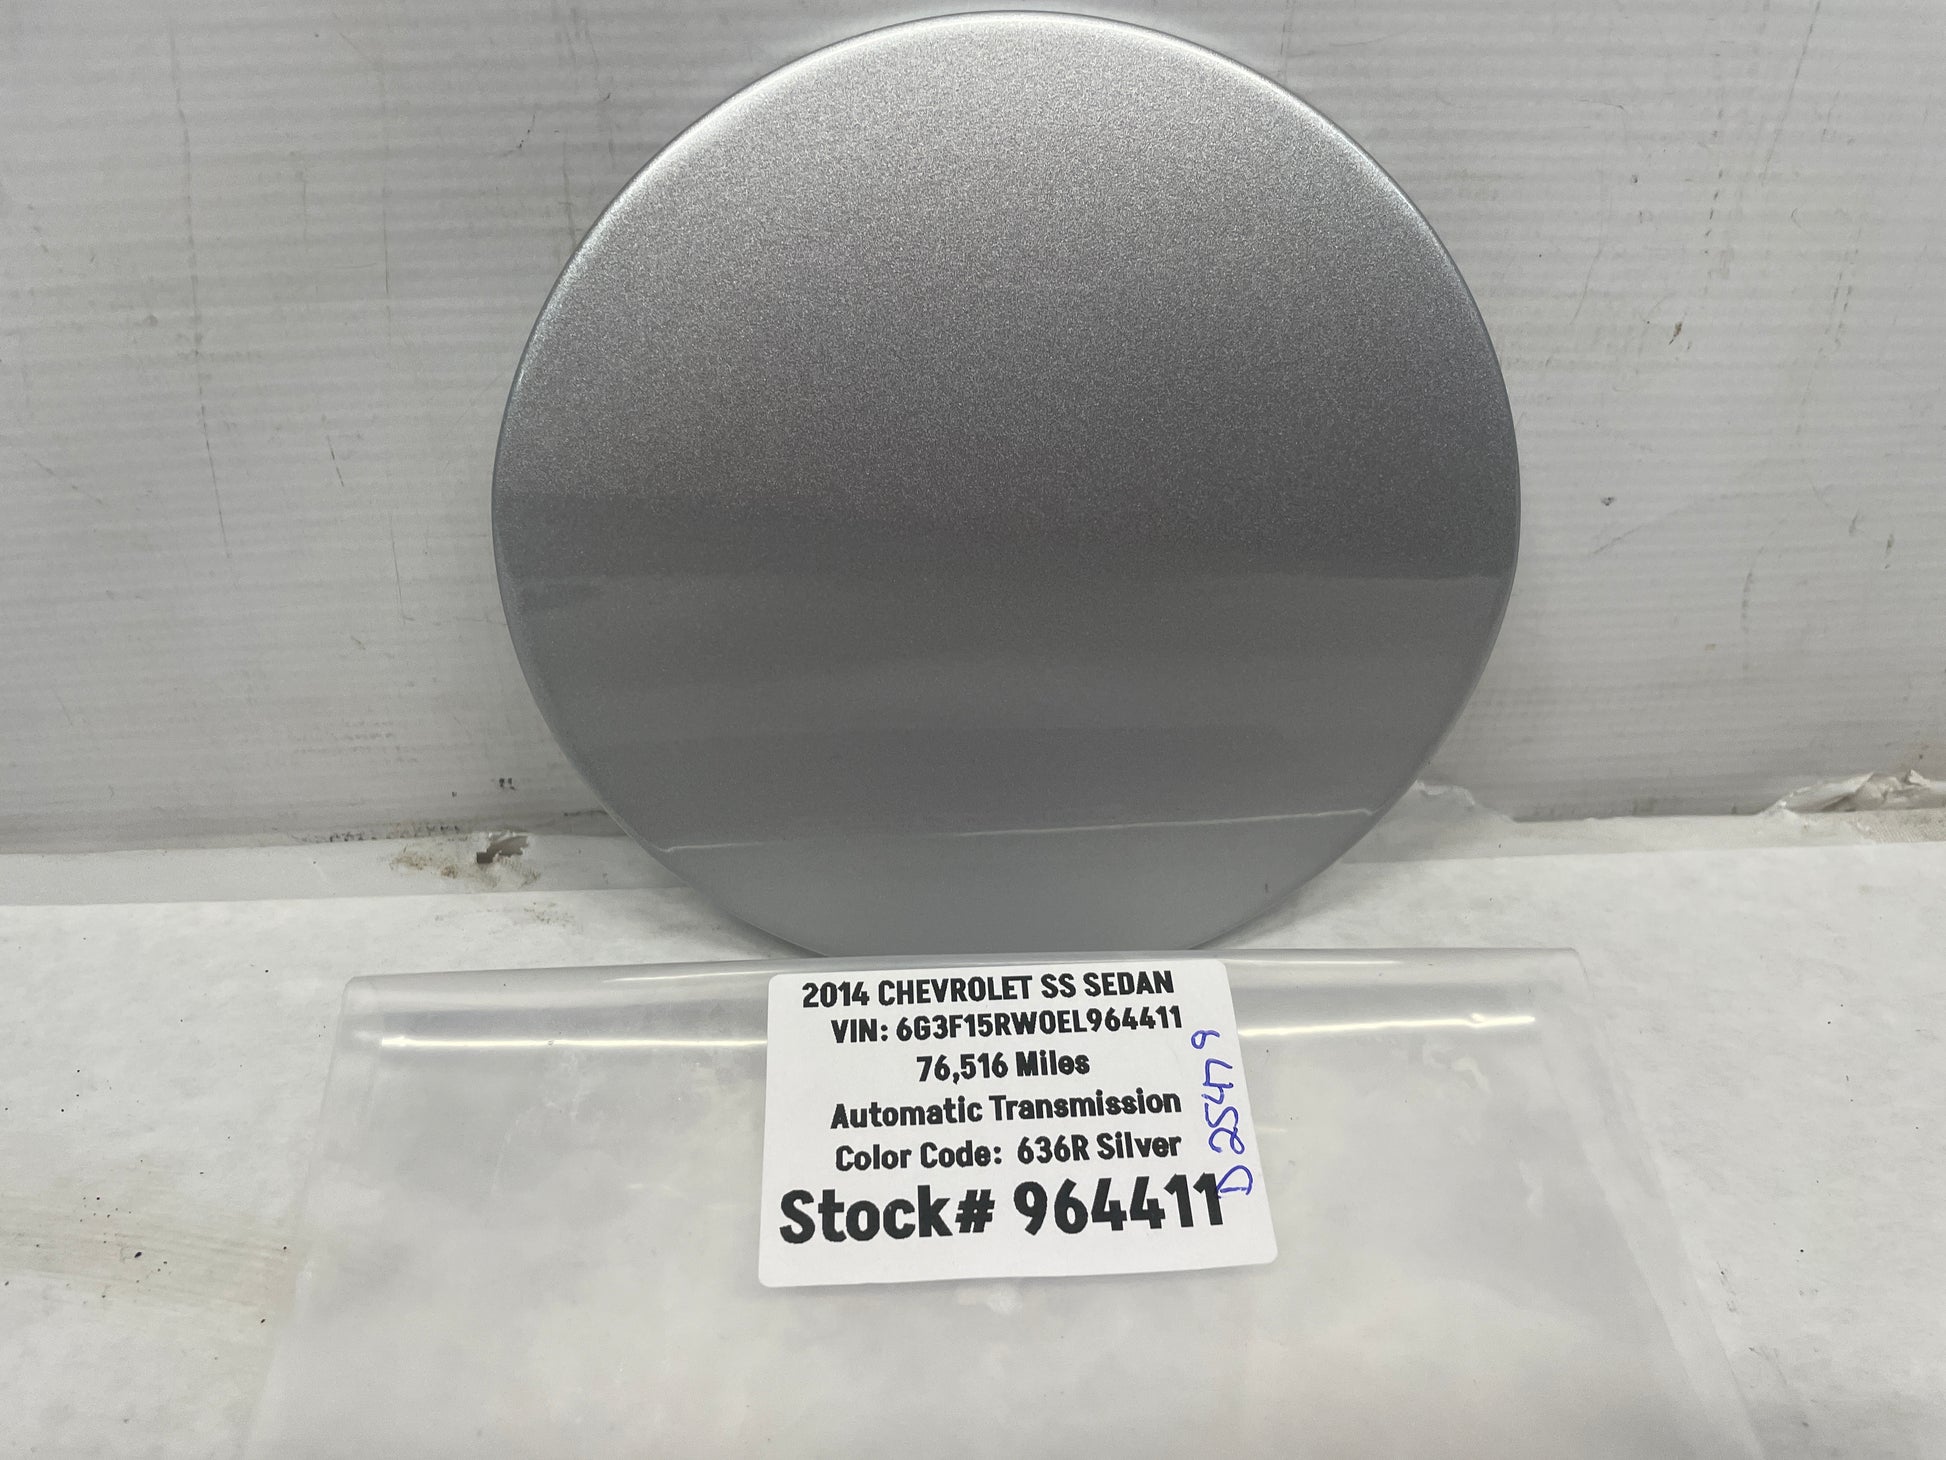 2014 CHEVROLET SS SEDAN
VIN: 6G3F15RW0EL964411
76,516 Miles
Automatic Transmission
Color Code: 636R Silver
Stock# 964411
D25479